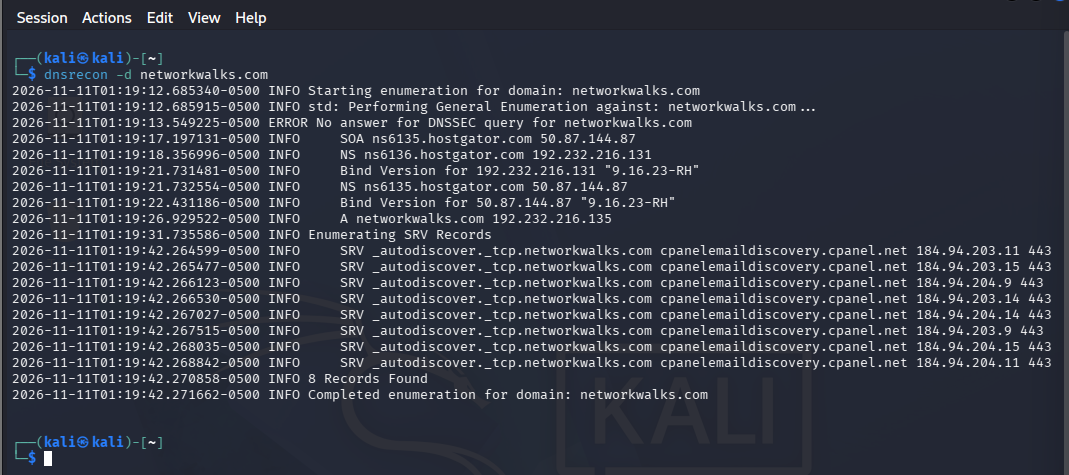 Session Actions Edit View Help
┌──(kali㉿kali)-[~]
└─$ dnsrecon -d networkwalks.com
2026-11-11T01:19:12.685340-0500 INFO Starting enumeration for domain: networkwalks.com
2026-11-11T01:19:12.685915-0500 INFO std: Performing General Enumeration against: networkwalks.com...
2026-11-11T01:19:13.549225-0500 ERROR No answer for DNSSEC query for networkwalks.com
2026-11-11T01:19:17.197131-0500 INFO     SOA ns6135.hostgator.com 50.87.144.87
2026-11-11T01:19:18.356996-0500 INFO     NS ns6136.hostgator.com 192.232.216.131
2026-11-11T01:19:21.731481-0500 INFO     Bind Version for 192.232.216.131 "9.16.23-RH"
2026-11-11T01:19:21.732554-0500 INFO     NS ns6135.hostgator.com 50.87.144.87
2026-11-11T01:19:22.431186-0500 INFO     Bind Version for 50.87.144.87 "9.16.23-RH"
2026-11-11T01:19:26.929522-0500 INFO     A networkwalks.com 192.232.216.135
2026-11-11T01:19:31.735586-0500 INFO Enumerating SRV Records
2026-11-11T01:19:42.264599-0500 INFO     SRV _autodiscover._tcp.networkwalks.com cpanelemaildiscovery.cpanel.net 184.94.203.11 443
2026-11-11T01:19:42.265477-0500 INFO     SRV _autodiscover._tcp.networkwalks.com cpanelemaildiscovery.cpanel.net 184.94.203.15 443
2026-11-11T01:19:42.266123-0500 INFO     SRV _autodiscover._tcp.networkwalks.com cpanelemaildiscovery.cpanel.net 184.94.204.9 443
2026-11-11T01:19:42.266530-0500 INFO     SRV _autodiscover._tcp.networkwalks.com cpanelemaildiscovery.cpanel.net 184.94.203.14 443
2026-11-11T01:19:42.267027-0500 INFO     SRV _autodiscover._tcp.networkwalks.com cpanelemaildiscovery.cpanel.net 184.94.204.14 443
2026-11-11T01:19:42.267515-0500 INFO     SRV _autodiscover._tcp.networkwalks.com cpanelemaildiscovery.cpanel.net 184.94.203.9 443
2026-11-11T01:19:42.268035-0500 INFO     SRV _autodiscover._tcp.networkwalks.com cpanelemaildiscovery.cpanel.net 184.94.204.15 443
2026-11-11T01:19:42.268842-0500 INFO     SRV _autodiscover._tcp.networkwalks.com cpanelemaildiscovery.cpanel.net 184.94.204.11 443
2026-11-11T01:19:42.270858-0500 INFO 8 Records Found
2026-11-11T01:19:42.271662-0500 INFO Completed enumeration for domain: networkwalks.com
KALI
┌──(kali㉿kali)-[~]
└─$